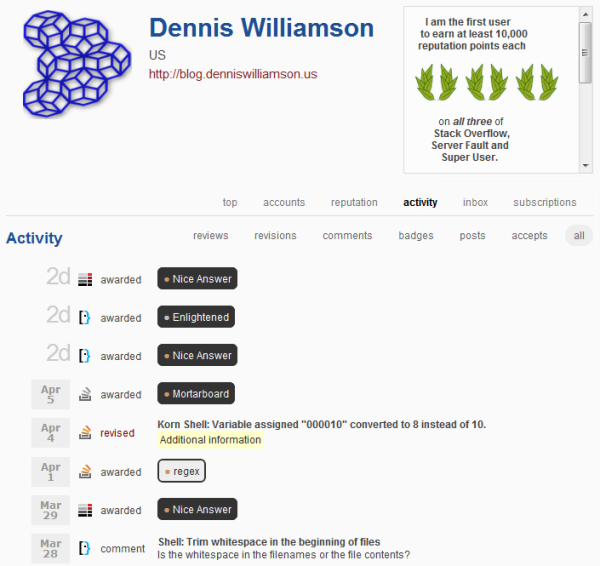 Dennis Williamson
US
http://blog.denniswilliamson.us
I am the first user
to earn at least 10,000
reputation points each
on all three of
Stack Overflow,
Server Fault and
Super User.
top accounts reputation activity inbox subscriptions
Activity reviews revisions comments badges posts accepts all
2d awarded Nice Answer
2d awarded Enlightened
2d awarded Nice Answer
Apr 5 awarded Mortarboard
Apr 4 revised Korn Shell: Variable assigned "000010" converted to 8 instead of 10.
Additional information
Apr 1 awarded regex
Mar 29 awarded Nice Answer
Mar 28 comment Shell: Trim whitespace in the beginning of files
Is the whitespace in the filenames or the file contents?